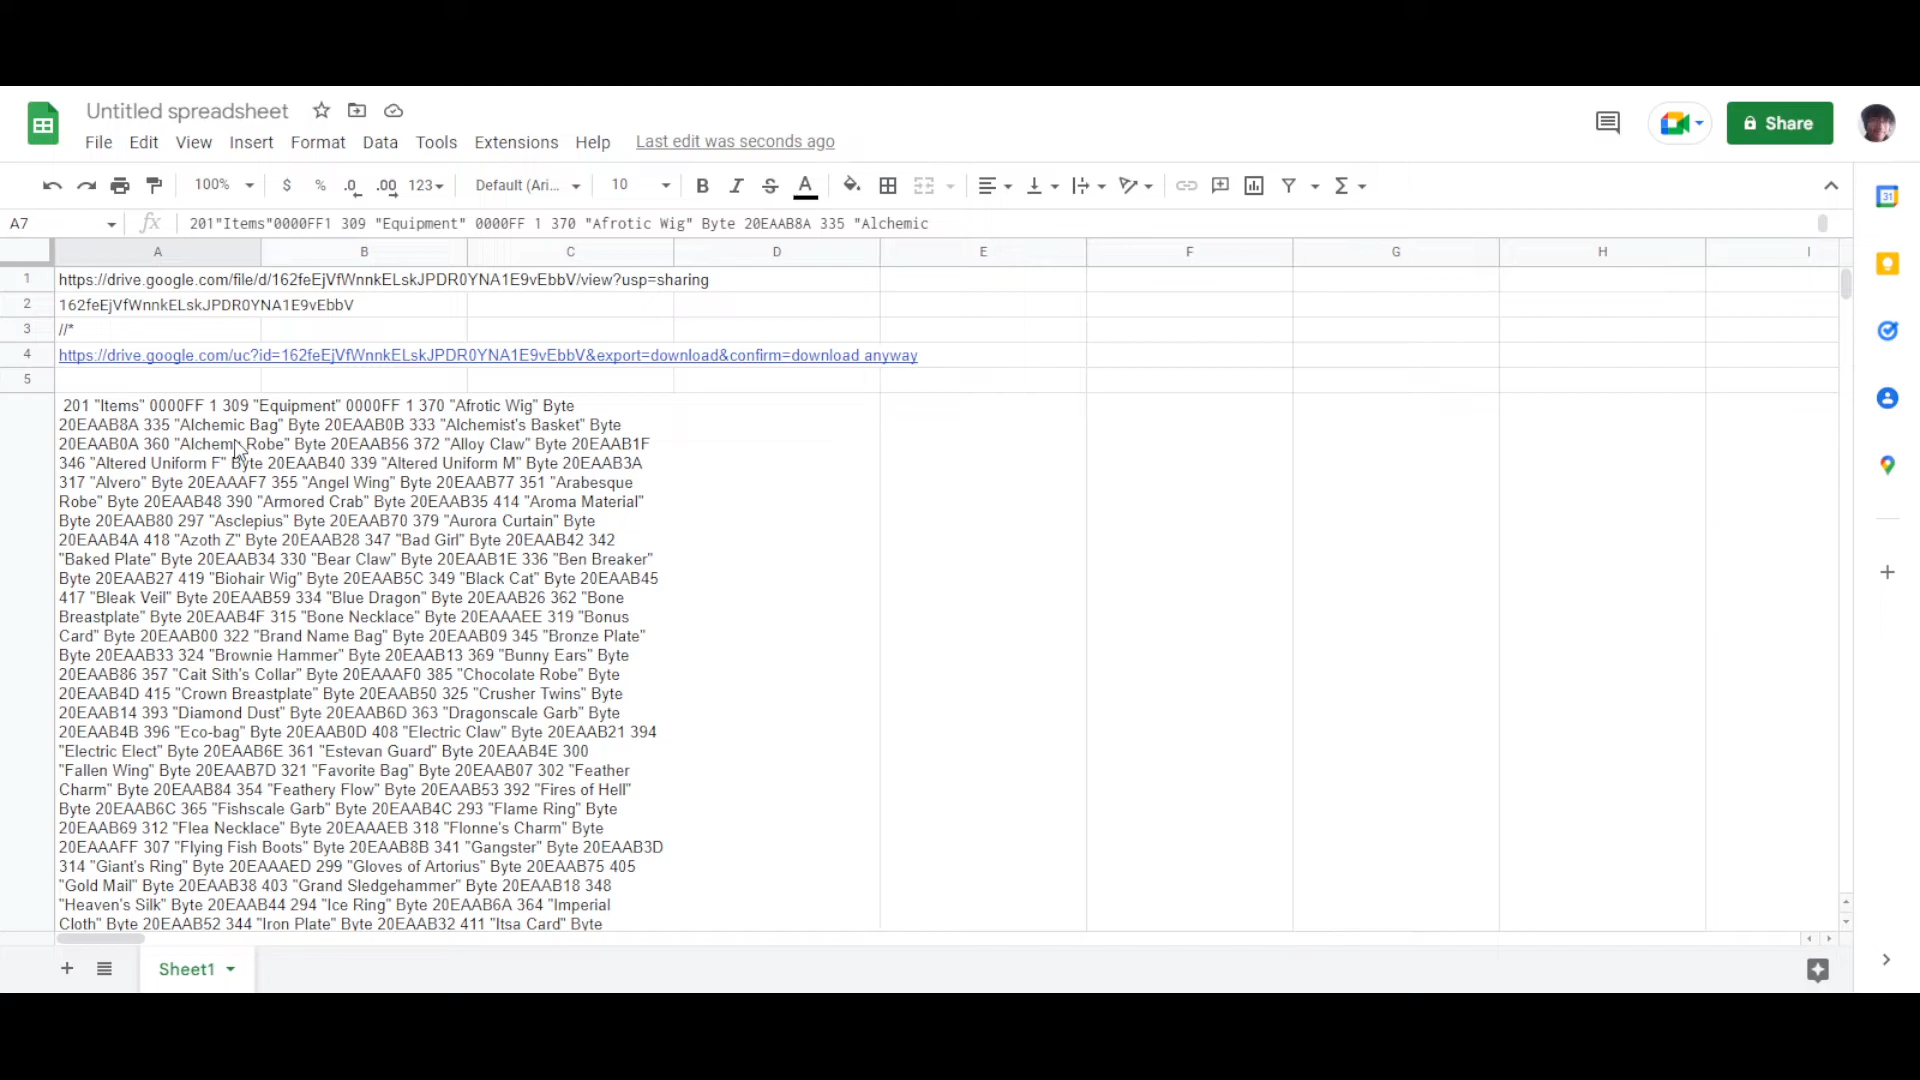 Untitled spreadsheet
File Edit View Insert Format Data Tools Extensions Help Last edit was seconds ago
Share
100% $ % .0 .00 123 Default (Ari... 10 B I S A
A7 fx 201"Items"0000FF1 309 "Equipment" 0000FF 1 370 "Afrotic Wig" Byte 20EAAB8A 335 "Alchemic
A B C D E F G H I
1 https://drive.google.com/file/d/162feEjVfWnnkELskJPDR0YNA1E9vEbbV/view?usp=sharing
2 162feEjVfWnnkELskJPDR0YNA1E9vEbbV
3 //*
4 https://drive.google.com/uc?id=162feEjVfWnnkELskJPDR0YNA1E9vEbbV&export=download&confirm=download anyway
5
201 "Items" 0000FF 1 309 "Equipment" 0000FF 1 370 "Afrotic Wig" Byte
20EAAB8A 335 "Alchemic Bag" Byte 20EAAB0B 333 "Alchemist's Basket" Byte
20EAAB0A 360 "Alchemy Robe" Byte 20EAAB56 372 "Alloy Claw" Byte 20EAAB1F
346 "Altered Uniform F" Byte 20EAAB40 339 "Altered Uniform M" Byte 20EAAB3A
317 "Alvero" Byte 20EAAAF7 355 "Angel Wing" Byte 20EAAB77 351 "Arabesque
Robe" Byte 20EAAB48 390 "Armored Crab" Byte 20EAAB35 414 "Aroma Material"
Byte 20EAAB80 297 "Asclepius" Byte 20EAAB70 379 "Aurora Curtain" Byte
20EAAB4A 418 "Azoth Z" Byte 20EAAB28 347 "Bad Girl" Byte 20EAAB42 342
"Baked Plate" Byte 20EAAB34 330 "Bear Claw" Byte 20EAAB1E 336 "Ben Breaker"
Byte 20EAAB27 419 "Biohair Wig" Byte 20EAAB5C 349 "Black Cat" Byte 20EAAB45
417 "Bleak Veil" Byte 20EAAB59 334 "Blue Dragon" Byte 20EAAB26 362 "Bone
Breastplate" Byte 20EAAB4F 315 "Bone Necklace" Byte 20EAAAEE 319 "Bonus
Card" Byte 20EAAB00 322 "Brand Name Bag" Byte 20EAAB09 345 "Bronze Plate"
Byte 20EAAB33 324 "Brownie Hammer" Byte 20EAAB13 369 "Bunny Ears" Byte
20EAAB86 357 "Cait Sith's Collar" Byte 20EAAAF0 385 "Chocolate Robe" Byte
20EAAB4D 415 "Crown Breastplate" Byte 20EAAB50 325 "Crusher Twins" Byte
20EAAB14 393 "Diamond Dust" Byte 20EAAB6D 363 "Dragonscale Garb" Byte
20EAAB4B 396 "Eco-bag" Byte 20EAAB0D 408 "Electric Claw" Byte 20EAAB21 394
"Electric Elect" Byte 20EAAB6E 361 "Estevan Guard" Byte 20EAAB4E 300
"Fallen Wing" Byte 20EAAB7D 321 "Favorite Bag" Byte 20EAAB07 302 "Feather
Charm" Byte 20EAAB84 354 "Feathery Flow" Byte 20EAAB53 392 "Fires of Hell"
Byte 20EAAB6C 365 "Fishscale Garb" Byte 20EAAB4C 293 "Flame Ring" Byte
20EAAB69 312 "Flea Necklace" Byte 20EAAAEB 318 "Flonne's Charm" Byte
20EAAAFF 307 "Flying Fish Boots" Byte 20EAAB8B 341 "Gangster" Byte 20EAAB3D
314 "Giant's Ring" Byte 20EAAAED 299 "Gloves of Artorius" Byte 20EAAB75 405
"Gold Mail" Byte 20EAAB38 403 "Grand Sledgehammer" Byte 20EAAB18 348
"Heaven's Silk" Byte 20EAAB44 294 "Ice Ring" Byte 20EAAB6A 364 "Imperial
Cloth" Byte 20EAAB52 344 "Iron Plate" Byte 20EAAB32 411 "Itsa Card" Byte
Sheet1
31